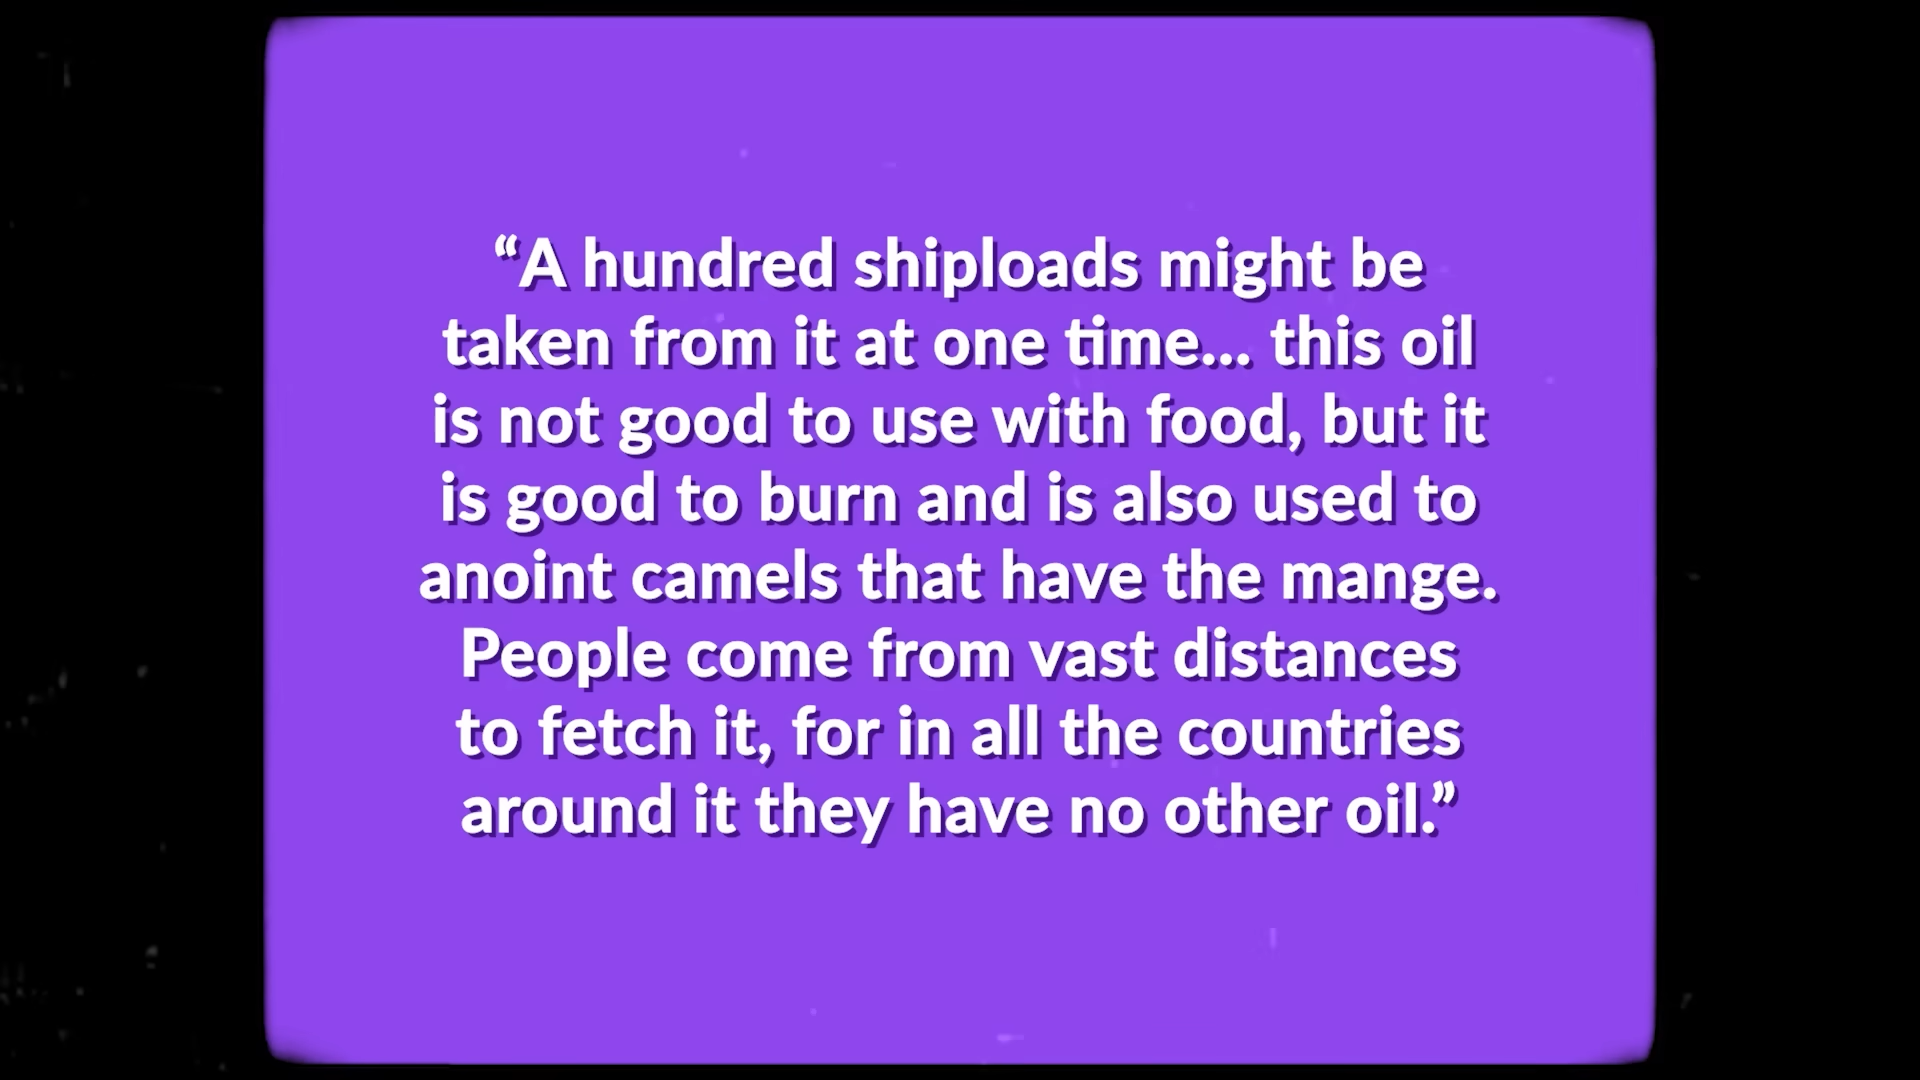 “A hundred shiploads might be
taken from it at one time... this oil
is not good to use with food, but it
is good to burn and is also used to
anoint camels that have the mange.
People come from vast distances
to fetch it, for in all the countries
around it they have no other oil.”